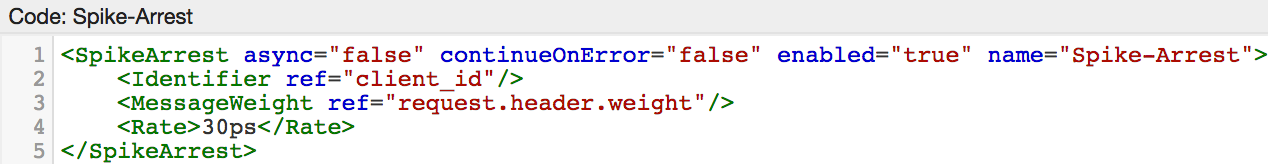 Code: Spike-Arrest
1 <SpikeArrest async="false" continueOnError="false" enabled="true" name="Spike-Arrest">
2     <Identifier ref="client_id"/>
3     <MessageWeight ref="request.header.weight"/>
4     <Rate>30ps</Rate>
5 </SpikeArrest>